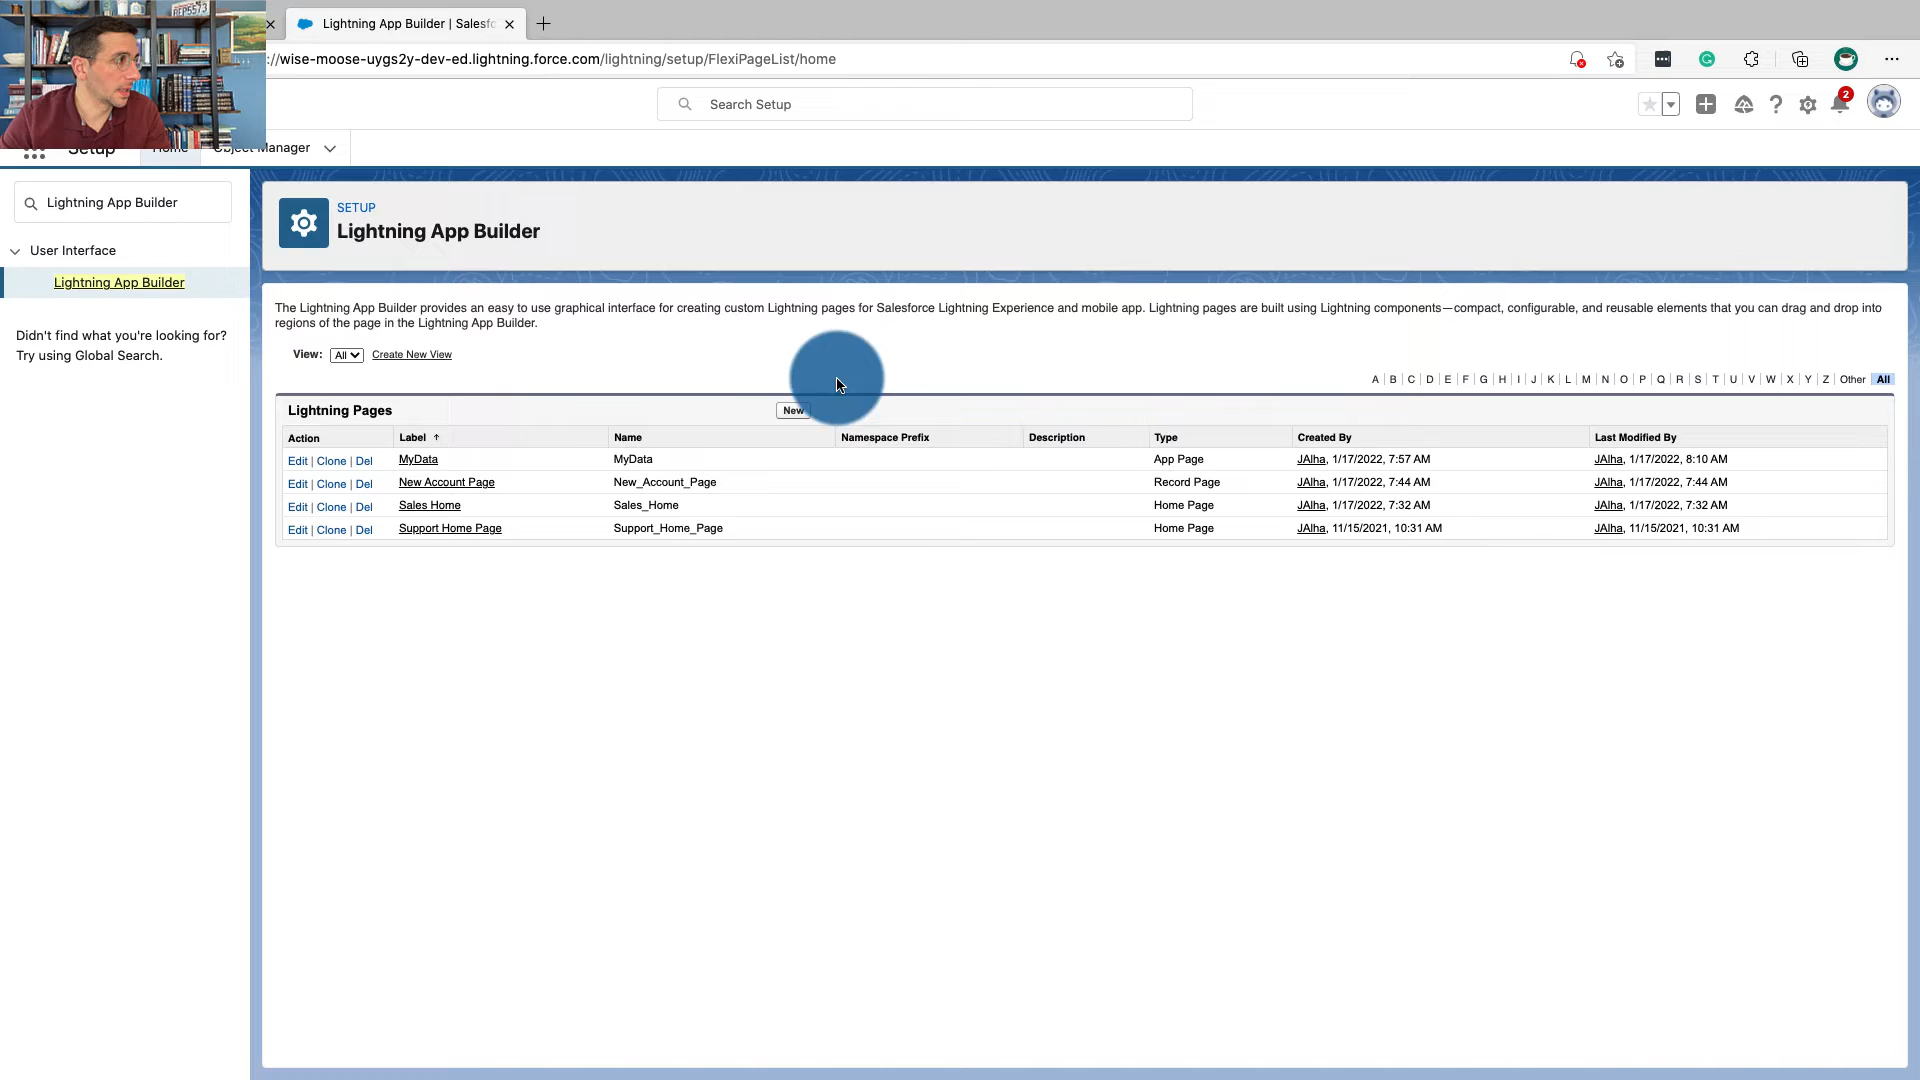 REP5573
Lightning App Builder | Salesfo
://wise-moose-uygs2y-dev-ed.lightning.force.com/lightning/setup/FlexiPageList/home
Search Setup
2
Setup Home Object Manager
Lightning App Builder
User Interface
Lightning App Builder
Didn't find what you're looking for?
Try using Global Search.
SETUP
Lightning App Builder
The Lightning App Builder provides an easy to use graphical interface for creating custom Lightning pages for Salesforce Lightning Experience and mobile app. Lightning pages are built using Lightning components—compact, configurable, and reusable elements that you can drag and drop into
regions of the page in the Lightning App Builder.
View: All Create New View
A | B | C | D | E | F | G | H | I | J | K | L | M | N | O | P | Q | R | S | T | U | V | W | X | Y | Z | Other All
Lightning Pages New
Action Label Name Namespace Prefix Description Type Created By Last Modified By
Edit | Clone | Del MyData MyData App Page JAlha, 1/17/2022, 7:57 AM JAlha, 1/17/2022, 8:10 AM
Edit | Clone | Del New Account Page New_Account_Page Record Page JAlha, 1/17/2022, 7:44 AM JAlha, 1/17/2022, 7:44 AM
Edit | Clone | Del Sales Home Sales_Home Home Page JAlha, 1/17/2022, 7:32 AM JAlha, 1/17/2022, 7:32 AM
Edit | Clone | Del Support Home Page Support_Home_Page Home Page JAlha, 11/15/2021, 10:31 AM JAlha, 11/15/2021, 10:31 AM